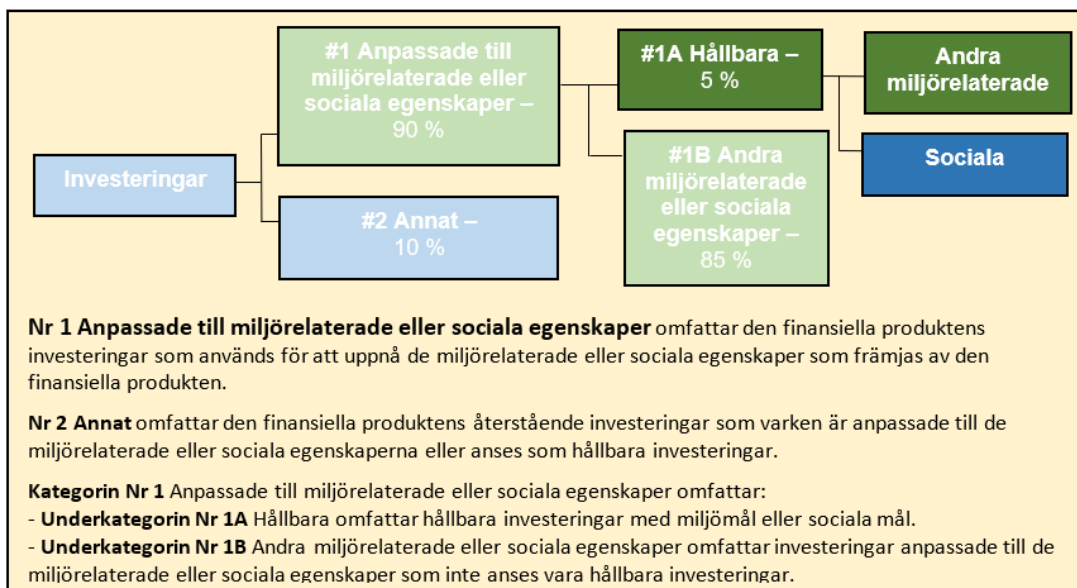 #1 Anpassade till
miljörelaterade eller
sociala egenskaper –
90 %
#1A Hållbara –
5 %
Andra
miljörelaterade
Investeringar
#1B Andra
miljörelaterade
eller sociala
egenskaper –
85 %
Sociala
#2 Annat –
10 %
Nr 1 Anpassade till miljörelaterade eller sociala egenskaper omfattar den finansiella produktens
investeringar som används för att uppnå de miljörelaterade eller sociala egenskaper som främjas av den
finansiella produkten.
Nr 2 Annat omfattar den finansiella produktens återstående investeringar som varken är anpassade till de
miljörelaterade eller sociala egenskaperna eller anses som hållbara investeringar.
Kategorin Nr 1 Anpassade till miljörelaterade eller sociala egenskaper omfattar:
- Underkategorin Nr 1A Hållbara omfattar hållbara investeringar med miljömål eller sociala mål.
- Underkategorin Nr 1B Andra miljörelaterade eller sociala egenskaper omfattar investeringar anpassade till de
miljörelaterade eller sociala egenskaper som inte anses vara hållbara investeringar.